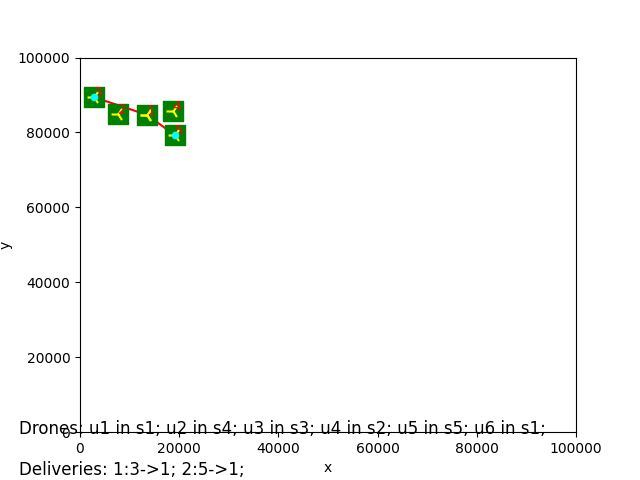 100000
80000
60000
y
40000
20000
0
Drones: u1 in s1; u2 in s4; u3 in s3; u4 in s2; u5 in s5; u6 in s1;
0 20000 40000 60000 80000 100000
x
Deliveries: 1:3->1; 2:5->1;